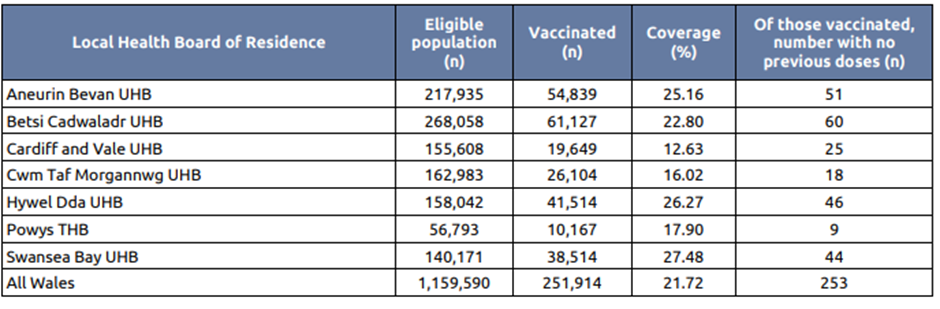 Local Health Board of Residence Eligible population (n) Vaccinated (n) Coverage (%) Of those vaccinated, number with no previous doses (n)
Aneurin Bevan UHB 217,935 54,839 25.16 51
Betsi Cadwaladr UHB 268,058 61,127 22.80 60
Cardiff and Vale UHB 155,608 19,649 12.63 25
Cwm Taf Morgannwg UHB 162,983 26,104 16.02 18
Hywel Dda UHB 158,042 41,514 26.27 46
Powys THB 56,793 10,167 17.90 9
Swansea Bay UHB 140,171 38,514 27.48 44
All Wales 1,159,590 251,914 21.72 253